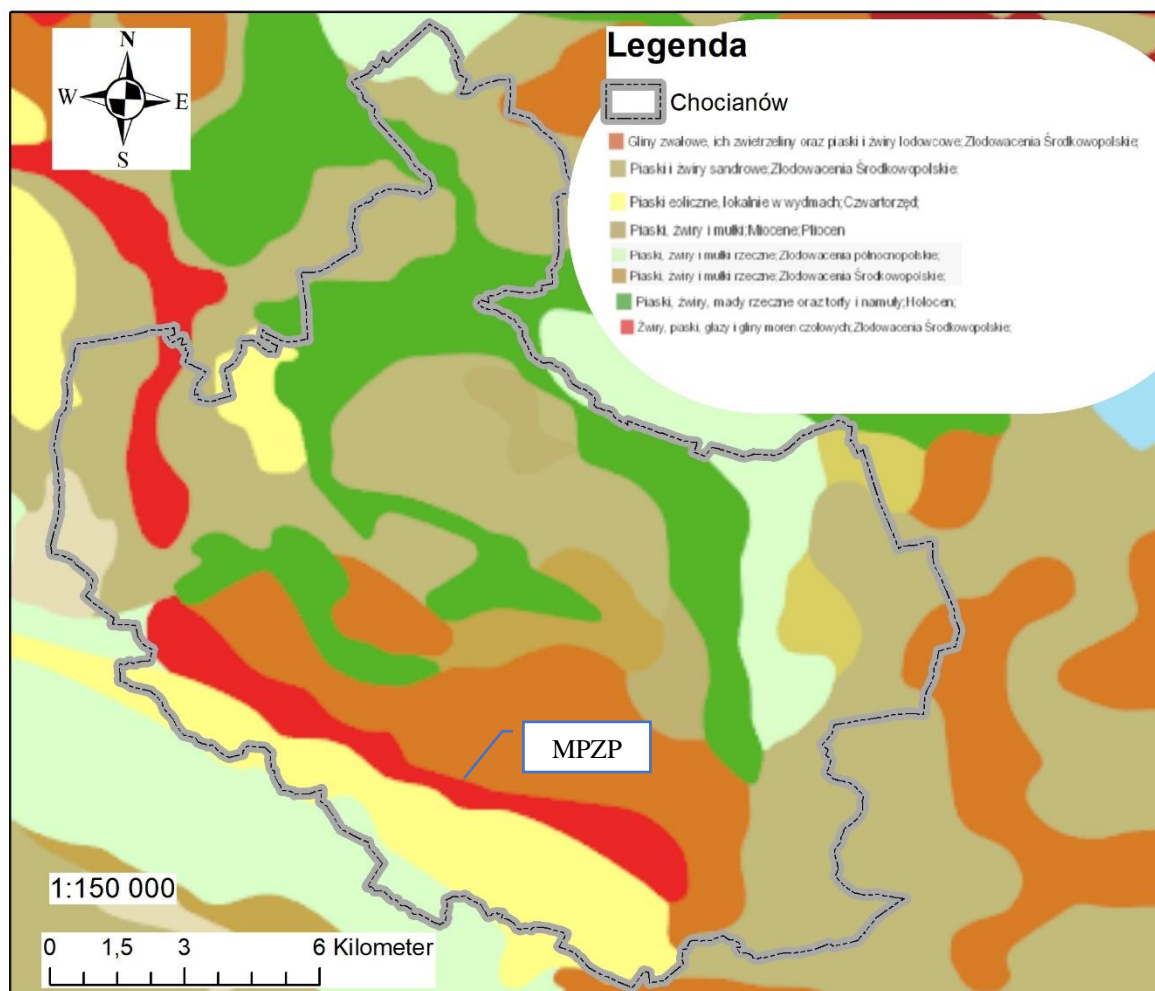 N
W E
S
Legenda
Chocianów
Gliny zwałowe, ich zwietrzeliny oraz piaski i żwiry lodowcowe;Zlodowacenia Środkowopolskie;
Piaski i żwiry sandrowe;Zlodowacenia Środkowopolskie;
Piaski eoliczne, lokalnie w wydmach;Czwartorzęd;
Piaski, żwiry i mułki;Miocene;Pliocen
Piaski, żwiry i mułki rzeczne;Zlodowacenia północnopolskie;
Piaski, żwiry i mułki rzeczne;Zlodowacenia Środkowopolskie;
Piaski, żwiry, mady rzeczne oraz torfy i namuły;Holocen;
Żwiry, piaski, głazy i gliny moren czołowych;Zlodowacenia Środkowopolskie;
MPZP
1:150 000
0 1,5 3 6 Kilometer